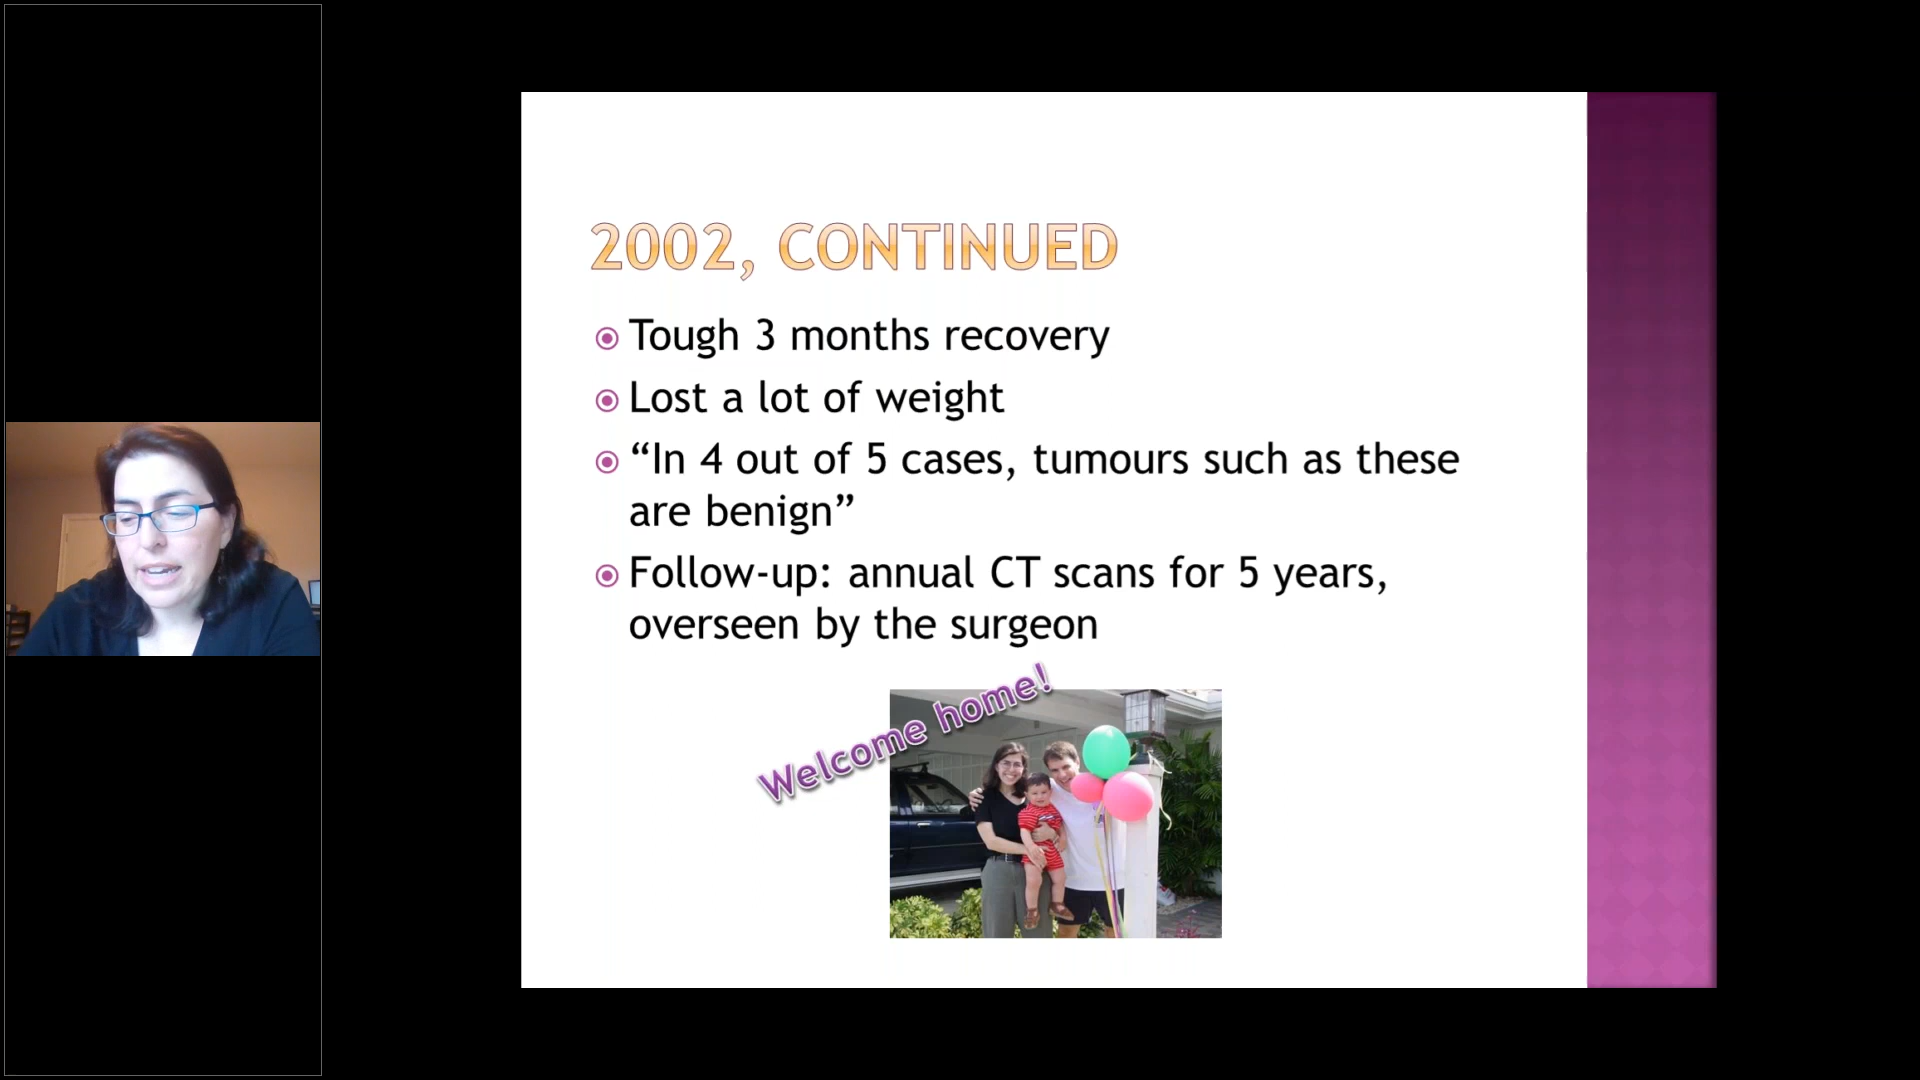 2002, CONTINUED
Tough 3 months recovery
Lost a lot of weight
“In 4 out of 5 cases, tumours such as these
are benign”
Follow-up: annual CT scans for 5 years,
overseen by the surgeon
Welcome home!